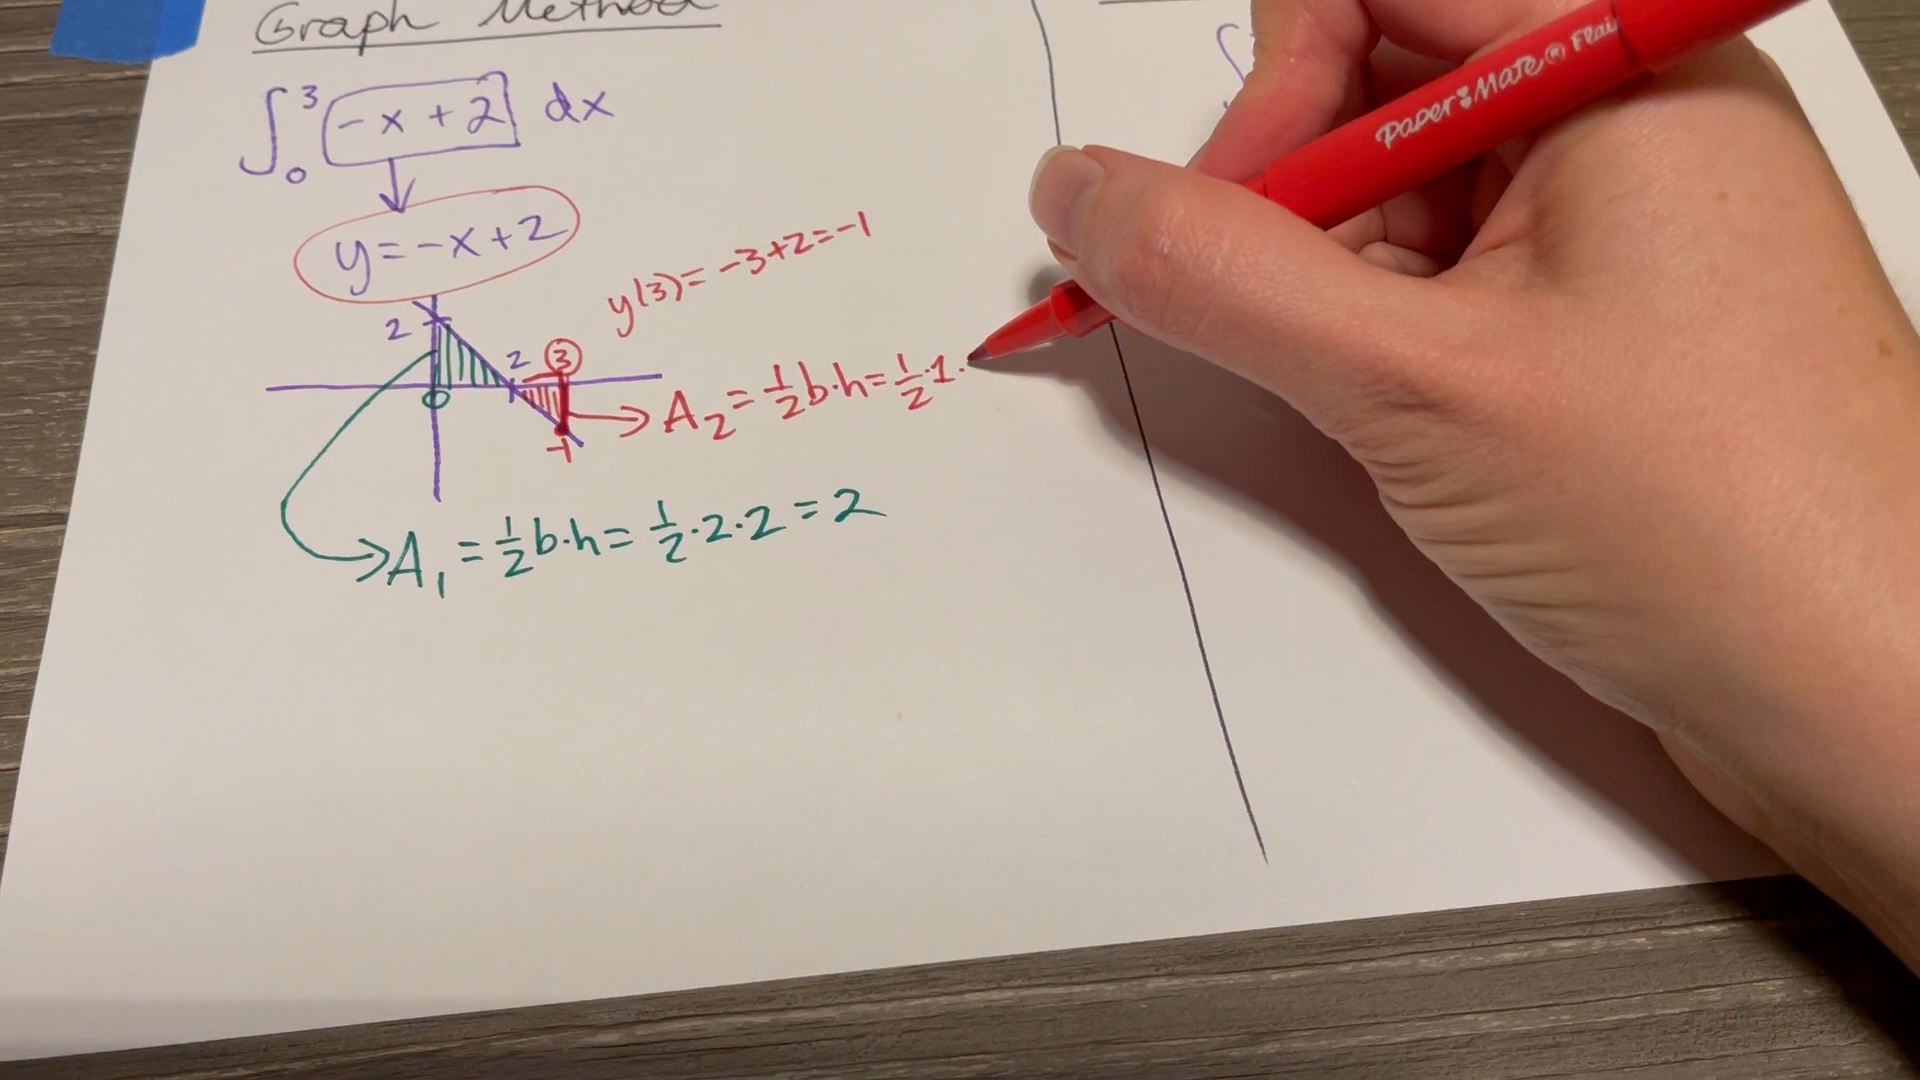 Graph Method
∫₀³ -x + 2 dx
y = -x + 2
y(3) = -3+2 = -1
2
2
3
0
-1
A₂ = ½b·h = ½·1·
A₁ = ½b·h = ½·2·2 = 2
∫
Paper Mate® Flair